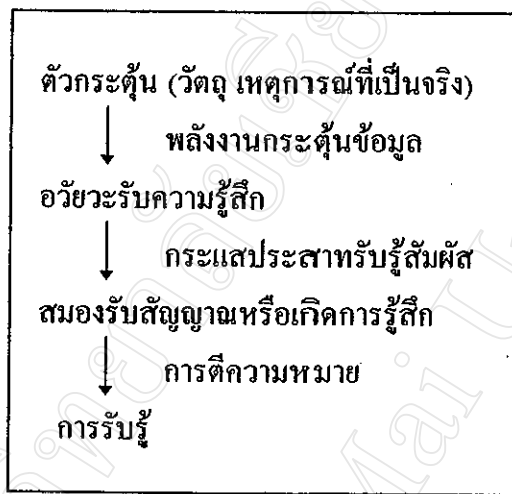 ตัวกระตุ้น (วัตถุ เหตุการณ์ที่เป็นจริง)
พลังงานกระตุ้นข้อมูล
อวัยวะรับความรู้สึก
กระแสประสาทรับรู้สัมผัส
สมองรับสัญญาณหรือเกิดการรู้สึก
การตีความหมาย
การรับรู้